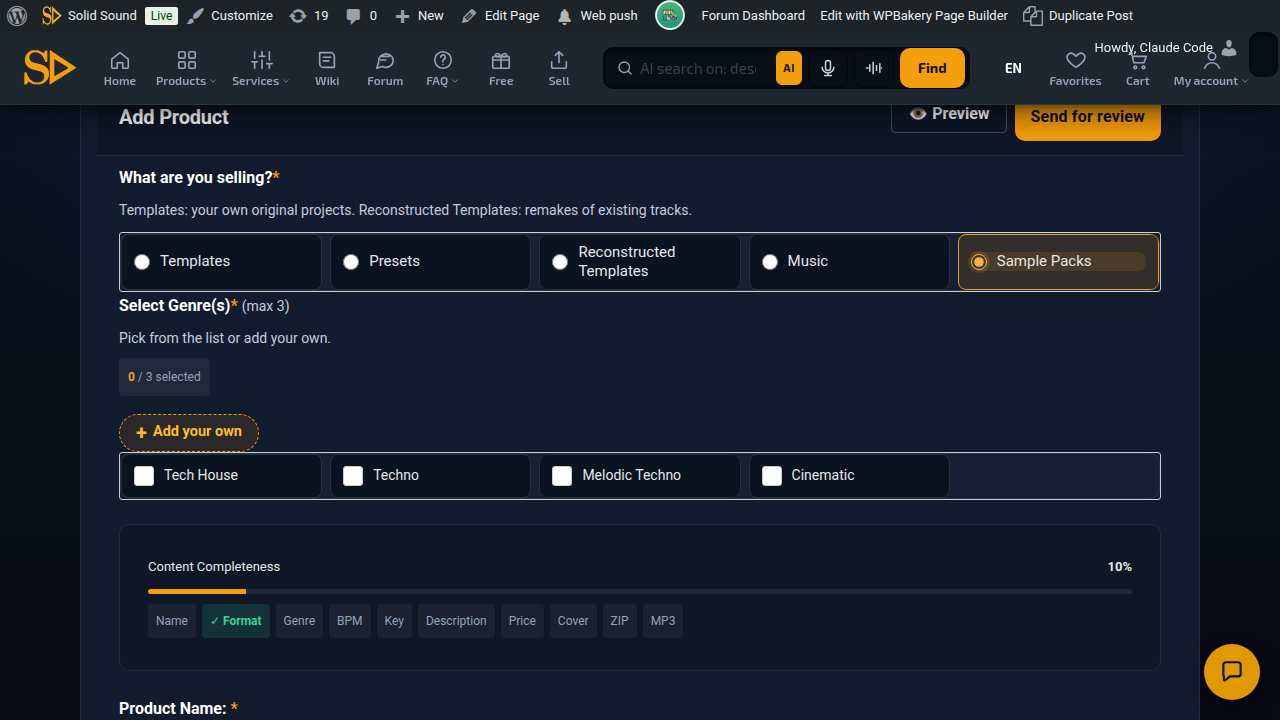 Solid Sound Live Customize 19 0 New Edit Page Web push Forum Dashboard Edit with WPBakery Page Builder Duplicate Post
Howdy, Claude Code
Home Products Services Wiki Forum FAQ Free Sell
AI search on: desc AI Find EN
Favorites Cart My account
Add Product
Preview Send for review
What are you selling?*
Templates: your own original projects. Reconstructed Templates: remakes of existing tracks.
Templates Presets Reconstructed Templates Music Sample Packs
Select Genre(s)* (max 3)
Pick from the list or add your own.
0 / 3 selected
+ Add your own
Tech House Techno Melodic Techno Cinematic
Content Completeness 10%
Name ✓ Format Genre BPM Key Description Price Cover ZIP MP3
Product Name: *